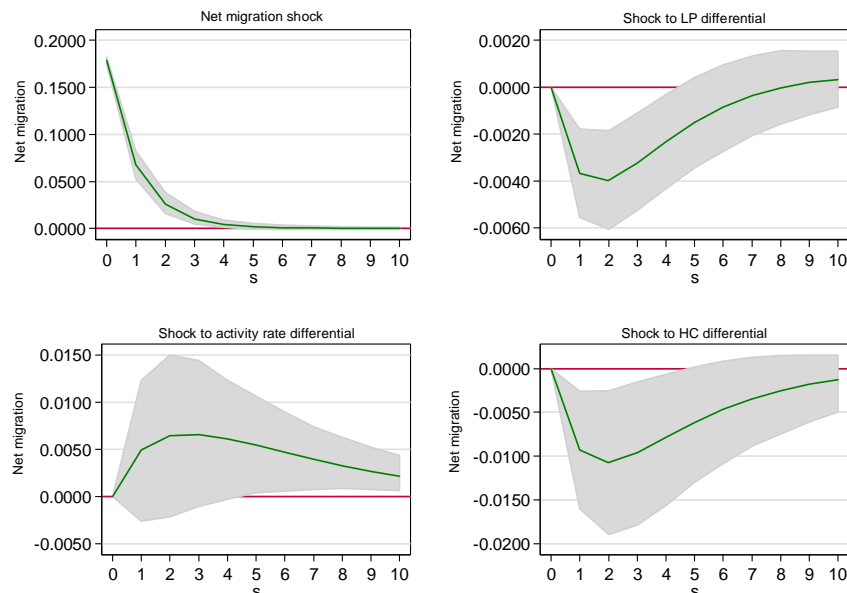 Net migration shock
Net migration
0.2000
0.1500
0.1000
0.0500
0.0000
0 1 2 3 4 5 6 7 8 9 10
s
Shock to LP differential
Net migration
0.0020
0.0000
-0.0020
-0.0040
-0.0060
0 1 2 3 4 5 6 7 8 9 10
s
Shock to activity rate differential
Net migration
0.0150
0.0100
0.0050
0.0000
-0.0050
0 1 2 3 4 5 6 7 8 9 10
s
Shock to HC differential
Net migration
0.0000
-0.0050
-0.0100
-0.0150
-0.0200
0 1 2 3 4 5 6 7 8 9 10
s